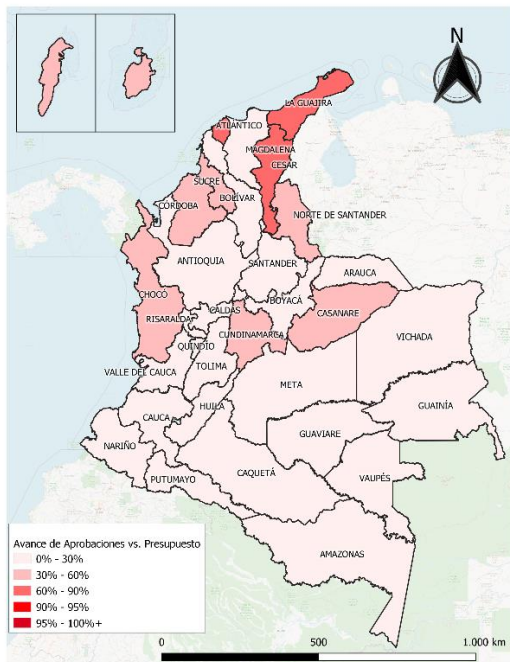 N
LA GUAJIRA
ATLÁNTICO
MAGDALENA
CESAR
SUCRE
CÓRDOBA
BOLÍVAR
NORTE DE SANTANDER
ANTIOQUIA
SANTANDER
ARAUCA
CHOCÓ
BOYACÁ
CALDAS
CASANARE
RISARALDA
CUNDINAMARCA
VICHADA
QUINDÍO
TOLIMA
VALLE DEL CAUCA
META
HUILA
GUAINÍA
CAUCA
GUAVIARE
NARIÑO
CAQUETÁ
VAUPÉS
PUTUMAYO
AMAZONAS
Avance de Aprobaciones vs. Presupuesto
0% - 30%
30% - 60%
60% - 90%
90% - 95%
95% - 100%+
0 500 1.000 km